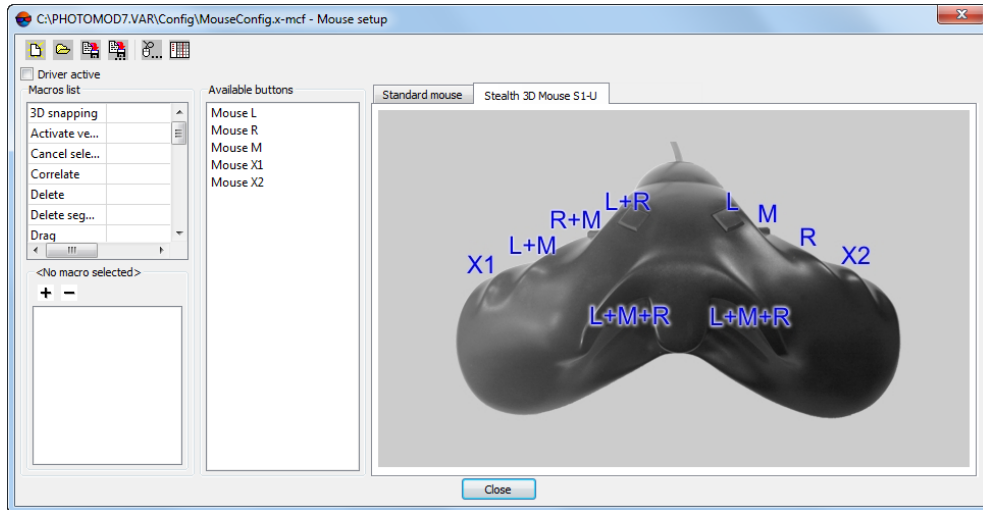 C:\PHOTOMOD7.VAR\Config\MouseConfig.x-mcf - Mouse setup
Driver active
Macros list
3D snapping
Activate ve...
Cancel sele...
Correlate
Delete
Delete seg...
Drag
<No macro selected>
Available buttons
Mouse L
Mouse R
Mouse M
Mouse X1
Mouse X2
Standard mouse
Stealth 3D Mouse S1-U
L+R
L
R+M
M
L+M
R
X1
X2
L+M+R
L+M+R
Close